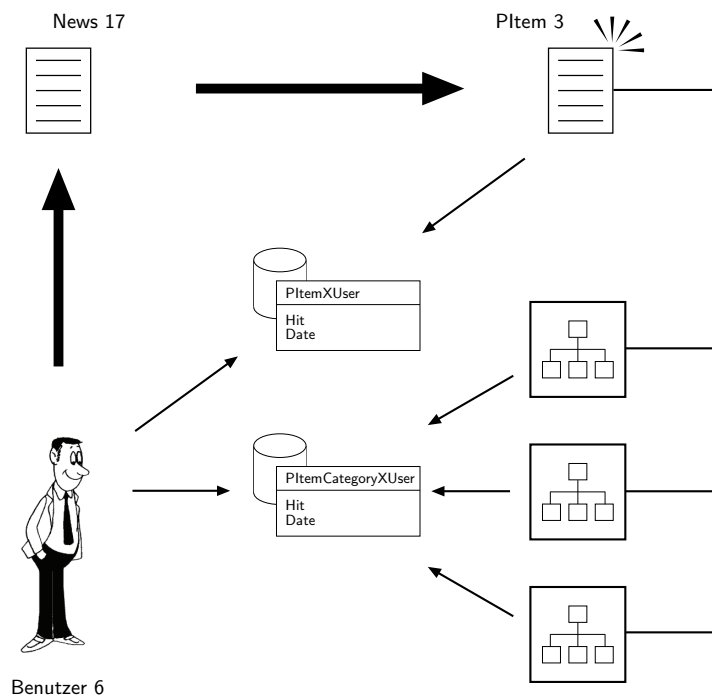 News 17
PItem 3
PItemXUser
Hit
Date
PItemCategoryXUser
Hit
Date
Benutzer 6